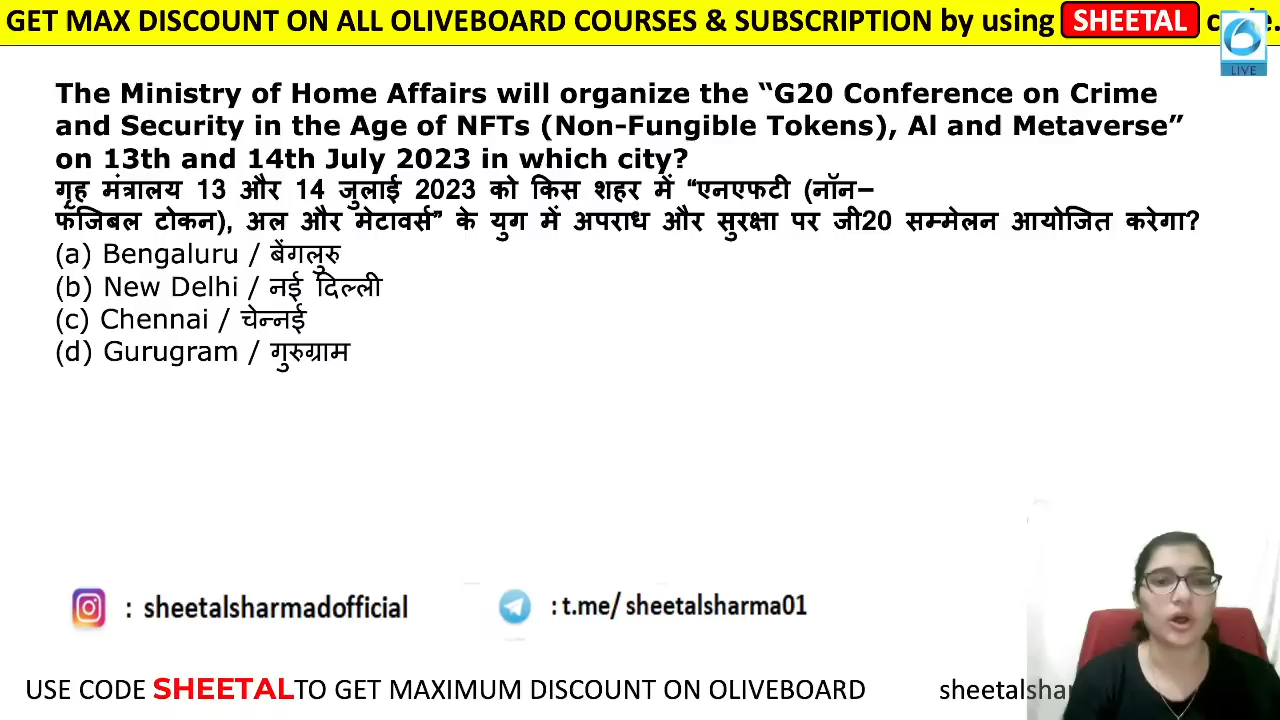 GET MAX DISCOUNT ON ALL OLIVEBOARD COURSES & SUBSCRIPTION by using SHEETAL code.
LIVE
The Ministry of Home Affairs will organize the “G20 Conference on Crime
and Security in the Age of NFTs (Non-Fungible Tokens), Al and Metaverse”
on 13th and 14th July 2023 in which city?
गृह मंत्रालय 13 और 14 जुलाई 2023 को किस शहर में “एनएफटी (नॉन–
फंजिबल टोकन), अल और मेटावर्स” के युग में अपराध और सुरक्षा पर जी20 सम्मेलन आयोजित करेगा?
(a) Bengaluru / बेंगलुरु
(b) New Delhi / नई दिल्ली
(c) Chennai / चेन्नई
(d) Gurugram / गुरुग्राम
: sheetalsharmadofficial
: t.me/ sheetalsharma01
USE CODE SHEETALTO GET MAXIMUM DISCOUNT ON OLIVEBOARD